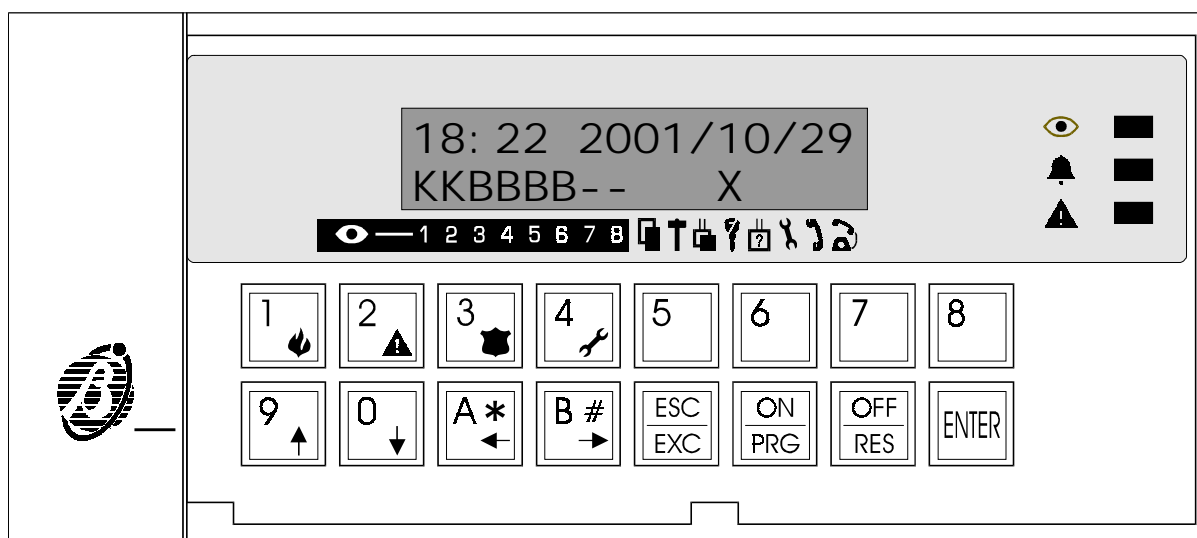 18: 22 2001/10/29
KKBBBB-- X
1 2 3 4 5 6 7 8 ?
1 2 3 4 5 6 7 8
9 0 A* B# ESC EXC ON PRG OFF RES ENTER